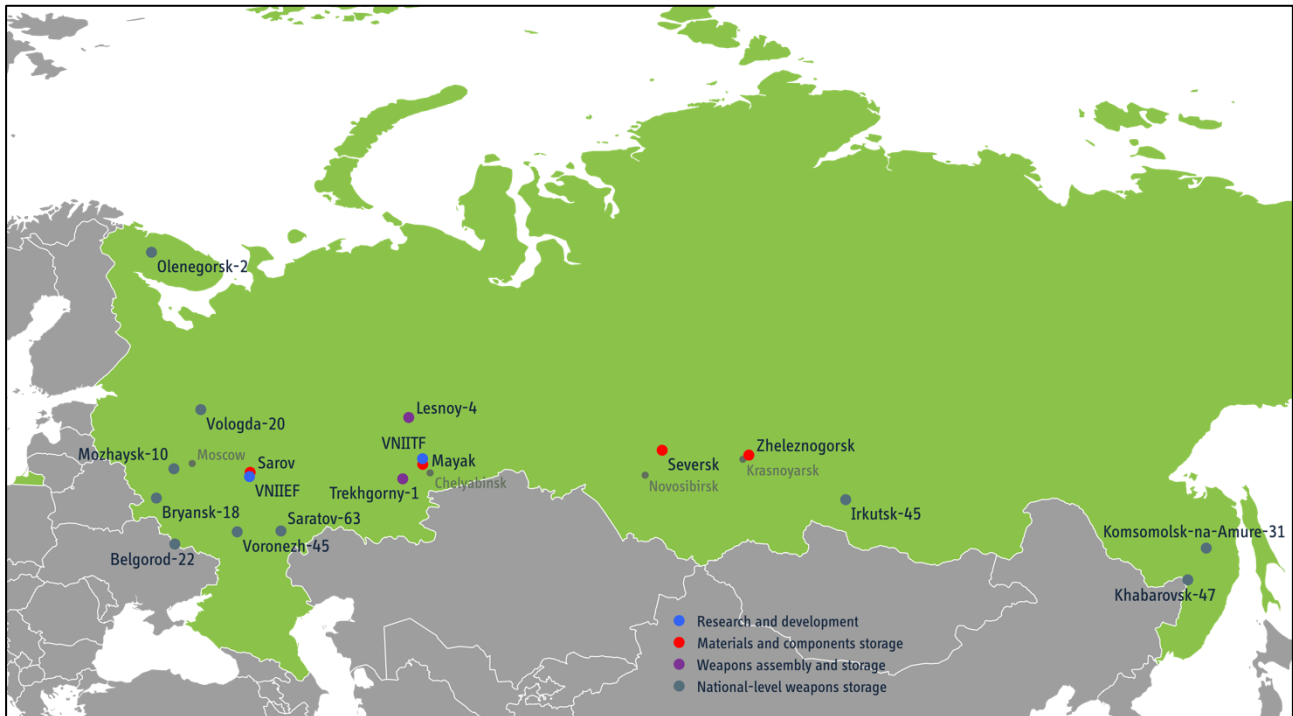 Olenegorsk-2
Lesnoy-4
Vologda-20
VNIITF
Zheleznogorsk
Mozhaysk-10
Moscow
Sarov
Mayak
Seversk
Krasnoyarsk
Chelyabinsk
VNIIEF
Trekhgorny-1
Novosibirsk
Bryansk-18
Saratov-63
Irkutsk-45
Voronezh-45
Komsomolsk-na-Amure-31
Belgorod-22
Khabarovsk-47
Research and development
Materials and components storage
Weapons assembly and storage
National-level weapons storage